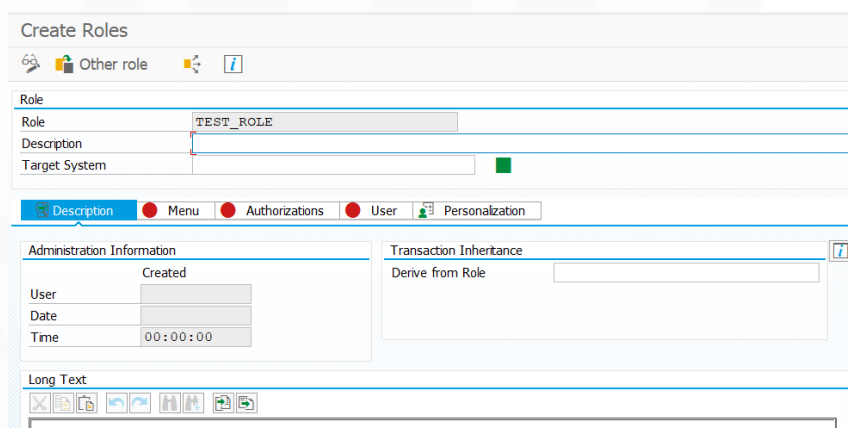 Create Roles
Other role i
Role
Role TEST_ROLE
Description
Target System
Description Menu Authorizations User Personalization
Administration Information Transaction Inheritance i
Created Derive from Role
User
Date
Time 00:00:00
Long Text